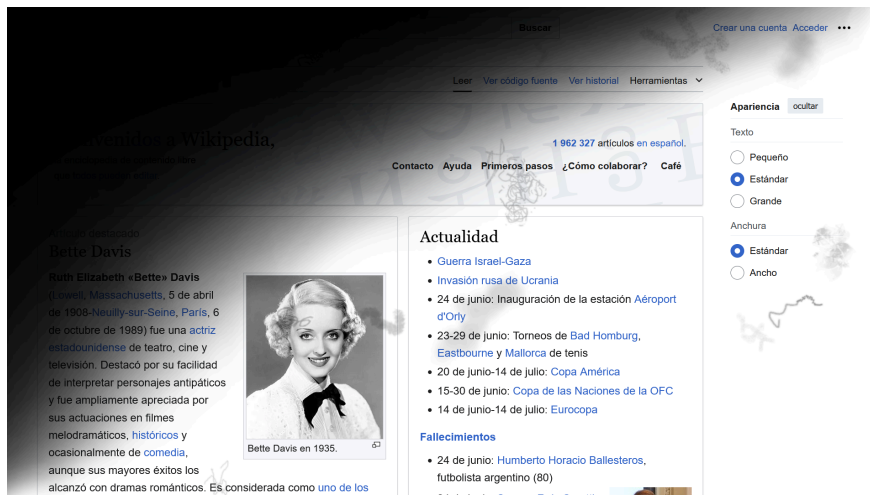 Buscar
Crear una cuenta Acceder
Leer Ver código fuente Ver historial Herramientas
Apariencia ocultar
Texto
Pequeño
Estándar
Grande
Anchura
Estándar
Ancho
Bienvenidos a Wikipedia,
1 962 327 artículos en español.
Contacto Ayuda Primeros pasos ¿Cómo colaborar? Café
destacado
Bette Davis
Ruth Elizabeth «Bette» Davis
(Lowell, Massachusetts, 5 de abril
de 1908-Neuilly-sur-Seine, París, 6
de octubre de 1989) fue una actriz
estadounidense de teatro, cine y
televisión. Destacó por su facilidad
de interpretar personajes antipáticos
y fue ampliamente apreciada por
sus actuaciones en filmes
melodramáticos, históricos y
ocasionalmente de comedia,
aunque sus mayores éxitos los
alcanzó con dramas románticos. Es considerada como uno de los
Bette Davis en 1935.
Actualidad
Guerra Israel-Gaza
Invasión rusa de Ucrania
24 de junio: Inauguración de la estación Aéroport
d'Orly
23-29 de junio: Torneos de Bad Homburg,
Eastbourne y Mallorca de tenis
20 de junio-14 de julio: Copa América
15-30 de junio: Copa de las Naciones de la OFC
14 de junio-14 de julio: Eurocopa
Fallecimientos
24 de junio: Humberto Horacio Ballesteros,
futbolista argentino (80)